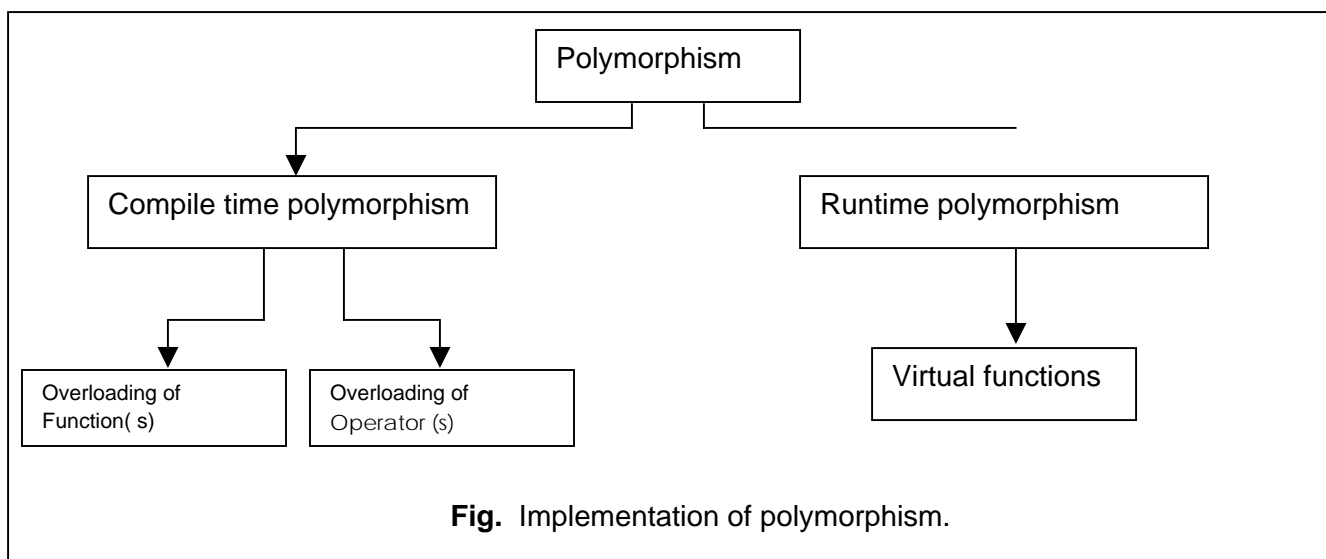 Polymorphism
Compile time polymorphism
Runtime polymorphism
Overloading of
Function( s)
Overloading of
Operator (s)
Virtual functions
Fig. Implementation of polymorphism.